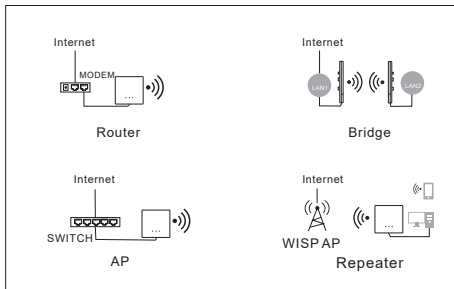 Internet
MODEM
Router
Internet
LAN1
LAN2
Bridge
Internet
SWITCH
AP
Internet
WISP AP
Repeater